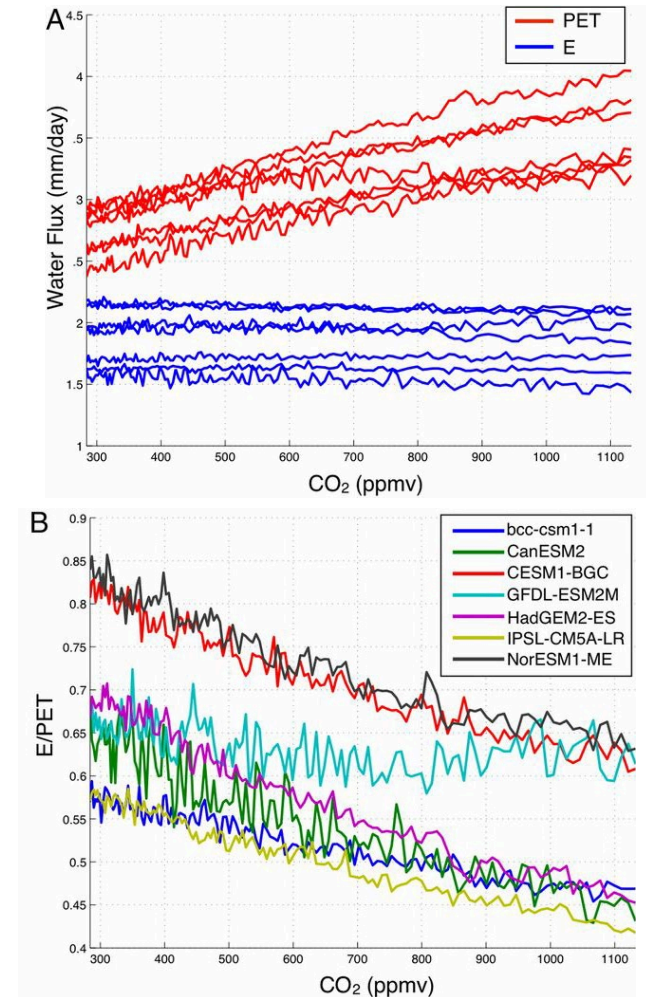 A
4.5
4
.5
3
.5
2
1.5
1
Water Flux (mm/day)
PET
E
300 400 500 600 700 800 900 1000 1100
CO₂ (ppmv)
B
0.9
0.85
0.8
0.75
0.7
0.65
0.6
0.55
0.5
0.45
0.4
E/PET
bcc-csm1-1
CanESM2
CESM1-BGC
GFDL-ESM2M
HadGEM2-ES
IPSL-CM5A-LR
NorESM1-ME
300 400 500 600 700 800 900 1000 1100
CO₂ (ppmv)